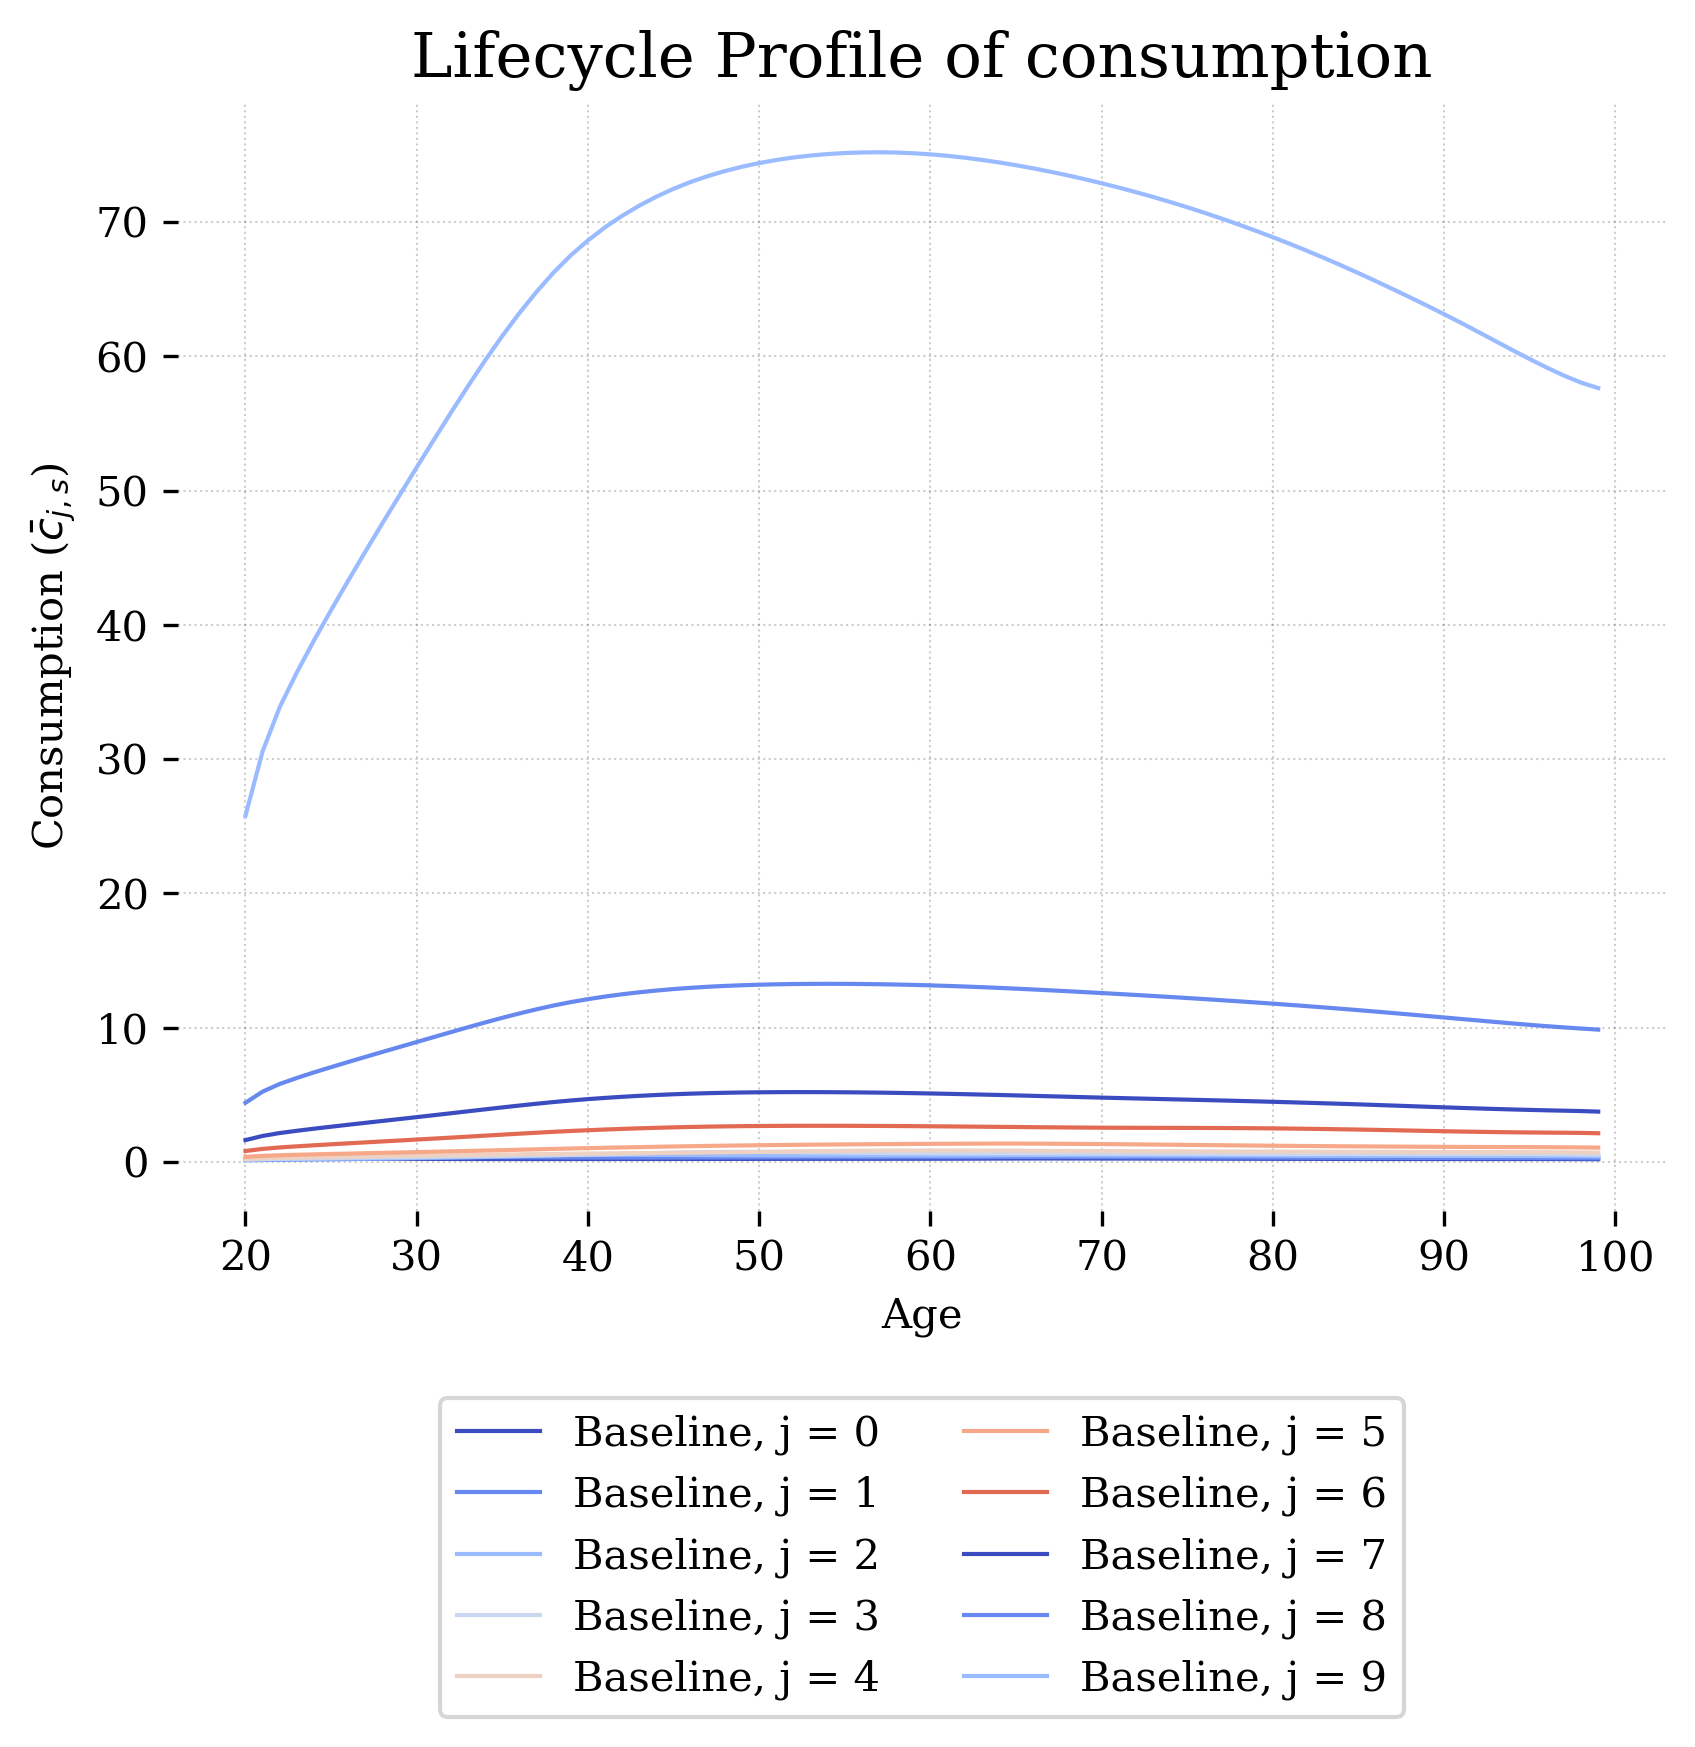 Lifecycle Profile of consumption
Consumption (c̄_{j,s})
70
60
50
40
30
20
10
0
20 30 40 50 60 70 80 90 100
Age
Baseline, j = 0
Baseline, j = 1
Baseline, j = 2
Baseline, j = 3
Baseline, j = 4
Baseline, j = 5
Baseline, j = 6
Baseline, j = 7
Baseline, j = 8
Baseline, j = 9